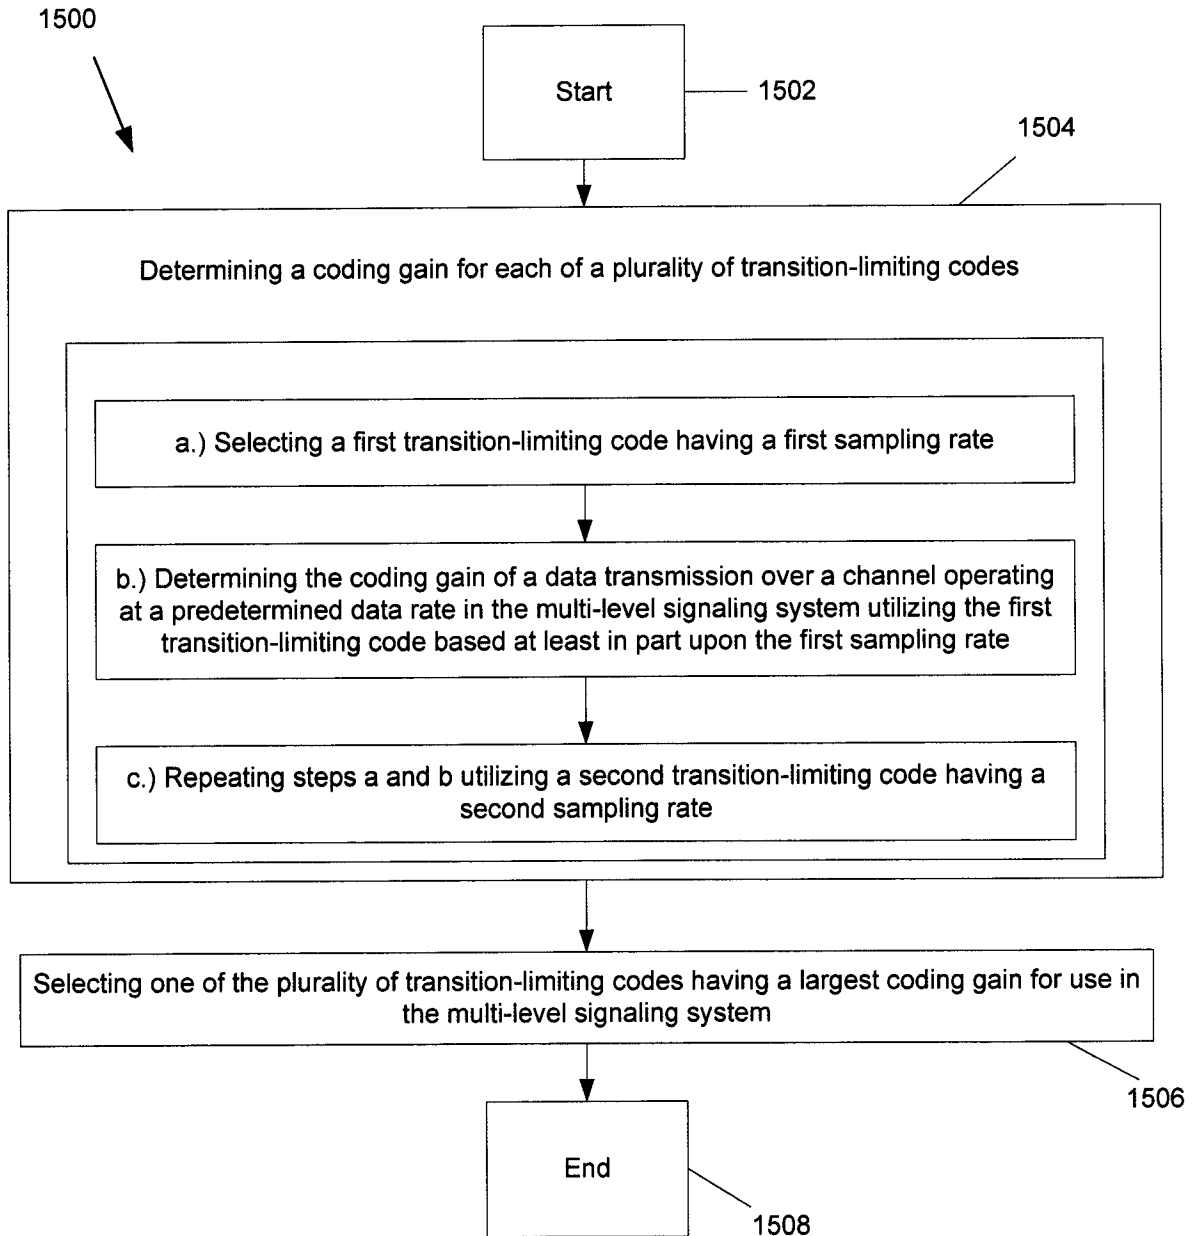 1500
Start
1502
1504
Determining a coding gain for each of a plurality of transition-limiting codes
a.) Selecting a first transition-limiting code having a first sampling rate
b.) Determining the coding gain of a data transmission over a channel operating
at a predetermined data rate in the multi-level signaling system utilizing the first
transition-limiting code based at least in part upon the first sampling rate
c.) Repeating steps a and b utilizing a second transition-limiting code having a
second sampling rate
Selecting one of the plurality of transition-limiting codes having a largest coding gain for use in
the multi-level signaling system
1506
End
1508